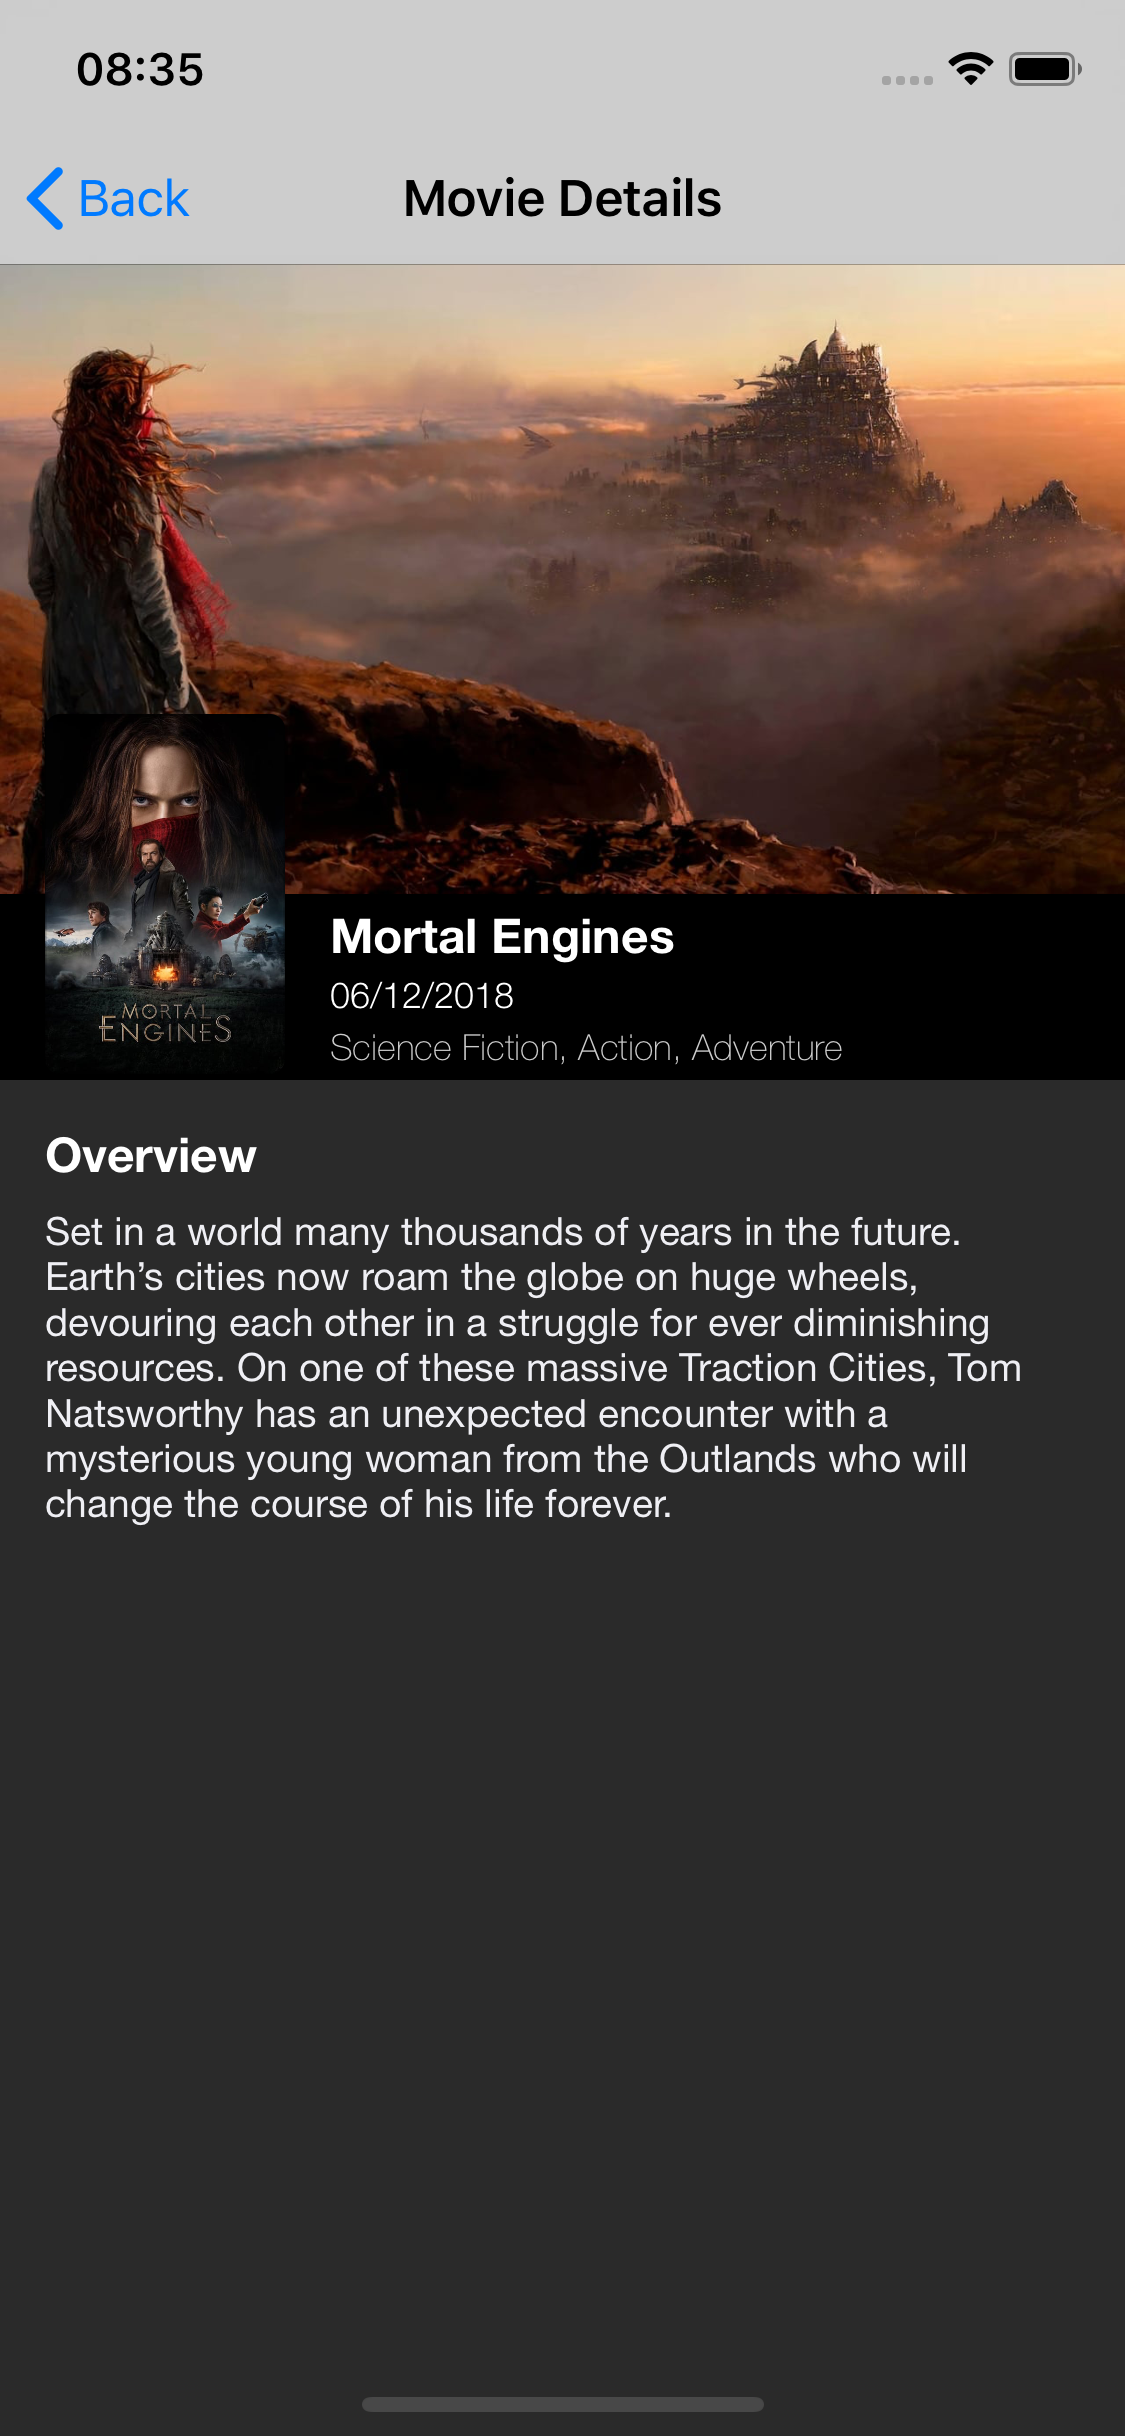 08:35
Back
Movie Details
MORTAL
ENGINES
Mortal Engines
06/12/2018
Science Fiction, Action, Adventure
Overview
Set in a world many thousands of years in the future.
Earth’s cities now roam the globe on huge wheels,
devouring each other in a struggle for ever diminishing
resources. On one of these massive Traction Cities, Tom
Natsworthy has an unexpected encounter with a
mysterious young woman from the Outlands who will
change the course of his life forever.